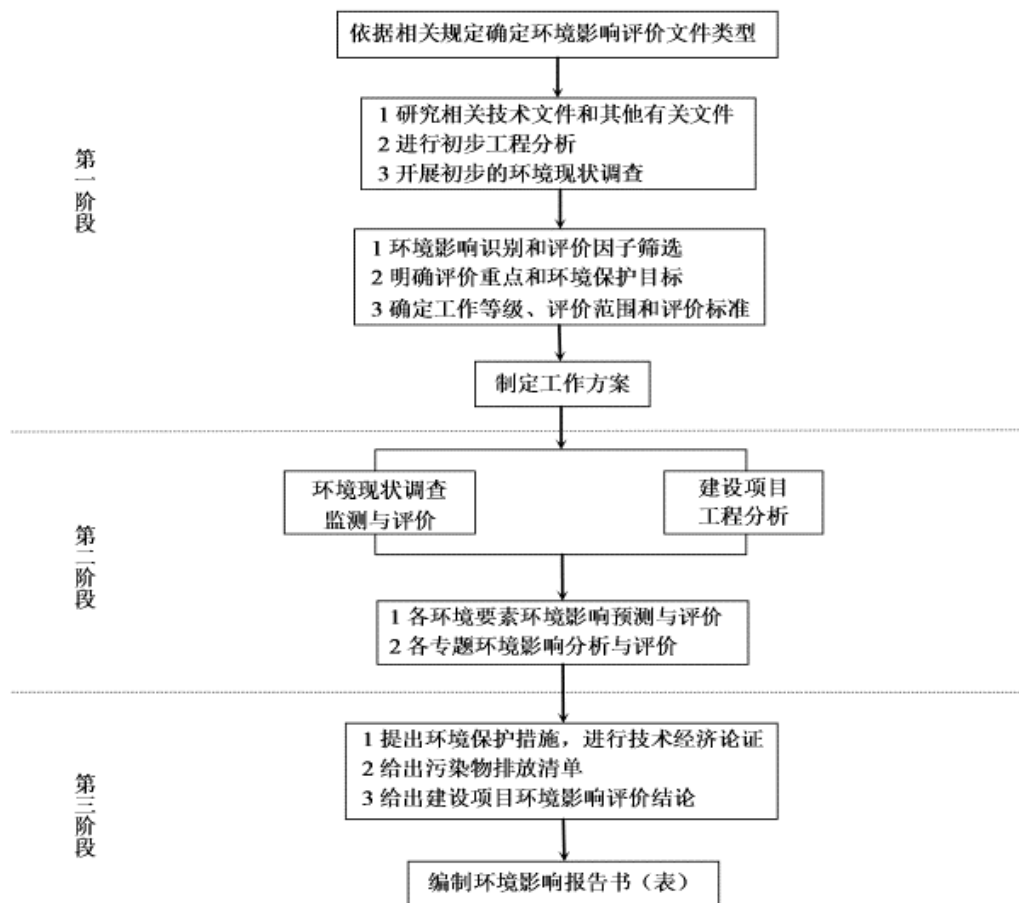 依据相关规定确定环境影响评价文件类型
1 研究相关技术文件和其他有关文件
2 进行初步工程分析
3 开展初步的环境现状调查
第一阶段
1 环境影响识别和评价因子筛选
2 明确评价重点和环境保护目标
3 确定工作等级、评价范围和评价标准
制定工作方案
环境现状调查
监测与评价
建设项目
工程分析
第二阶段
1 各环境要素环境影响预测与评价
2 各专题环境影响分析与评价
1 提出环境保护措施，进行技术经济论证
2 给出污染物排放清单
3 给出建设项目环境影响评价结论
第三阶段
编制环境影响报告书（表）